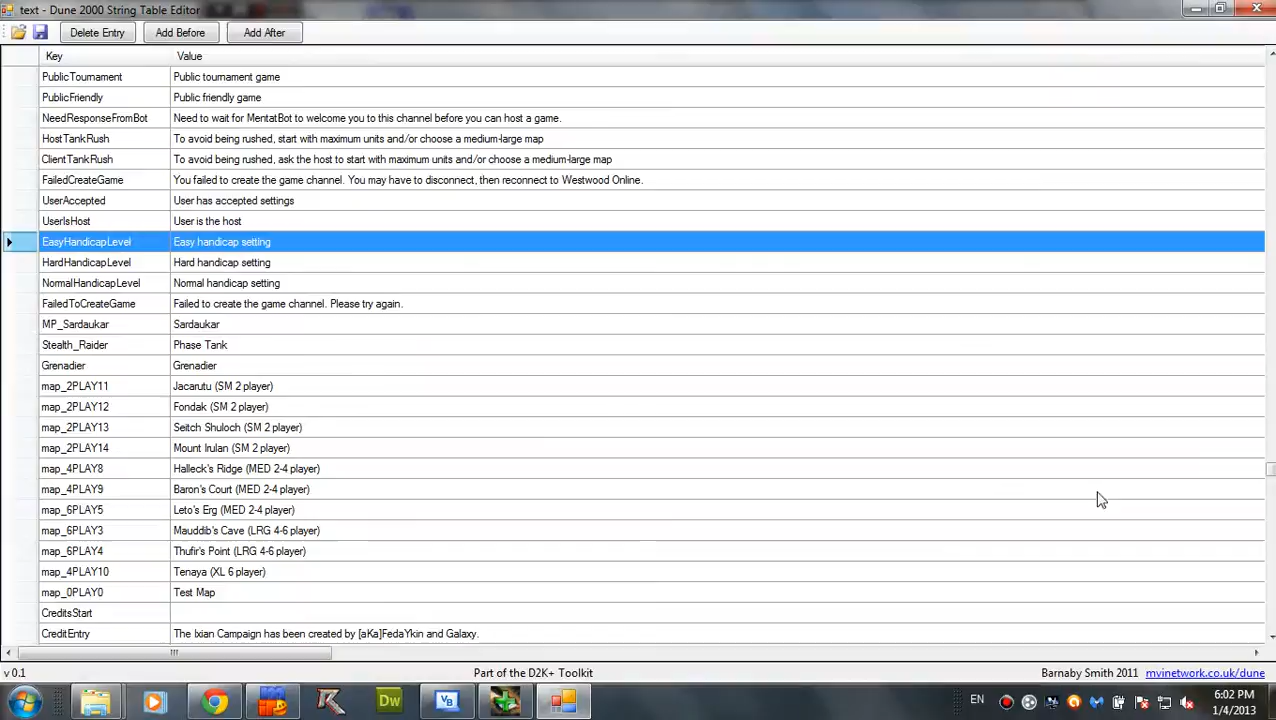 text - Dune 2000 String Table Editor
Delete Entry Add Before Add After
Key Value
PublicTournament Public tournament game
PublicFriendly Public friendly game
NeedResponseFromBot Need to wait for MentatBot to welcome you to this channel before you can host a game.
HostTankRush To avoid being rushed, start with maximum units and/or choose a medium-large map
ClientTankRush To avoid being rushed, ask the host to start with maximum units and/or choose a medium-large map
FailedCreateGame You failed to create the game channel. You may have to disconnect, then reconnect to Westwood Online.
UserAccepted User has accepted settings
UserIsHost User is the host
EasyHandicapLevel Easy handicap setting
HardHandicapLevel Hard handicap setting
NormalHandicapLevel Normal handicap setting
FailedToCreateGame Failed to create the game channel. Please try again.
MP_Sardaukar Sardaukar
Stealth_Raider Phase Tank
Grenadier Grenadier
map_2PLAY11 Jacarutu (SM 2 player)
map_2PLAY12 Fondak (SM 2 player)
map_2PLAY13 Seitch Shuloch (SM 2 player)
map_2PLAY14 Mount Irulan (SM 2 player)
map_4PLAY8 Halleck's Ridge (MED 2-4 player)
map_4PLAY9 Baron's Court (MED 2-4 player)
map_6PLAY5 Leto's Erg (MED 2-4 player)
map_6PLAY3 Mauddib's Cave (LRG 4-6 player)
map_6PLAY4 Thufir's Point (LRG 4-6 player)
map_4PLAY10 Tenaya (XL 6 player)
map_0PLAY0 Test Map
CreditsStart
CreditEntry The Ixian Campaign has been created by [aKa]FedaYkin and Galaxy.
v 0.1 Part of the D2K+ Toolkit Barnaby Smith 2011 mvinetwork.co.uk/dune
Dw VB EN 6:02 PM
1/4/2013